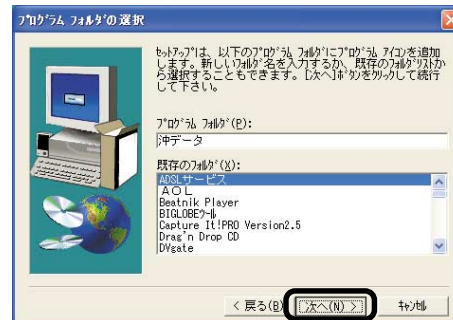 ﾌﾟﾛｸﾞﾗﾑ ﾌｫﾙﾀﾞの選択
ｾｯﾄｱｯﾌﾟは、以下のﾌﾟﾛｸﾞﾗﾑ ﾌｫﾙﾀﾞにﾌﾟﾛｸﾞﾗﾑ ｱｲｺﾝを追加
します。新しいﾌｫﾙﾀﾞ名を入力するか、既存のﾌｫﾙﾀﾞﾘｽﾄか
ら選択することもできます。[次へ]ﾎﾞﾀﾝをｸﾘｯｸして続行
して下さい。
ﾌﾟﾛｸﾞﾗﾑ ﾌｫﾙﾀﾞ(P):
沖データ
既存のﾌｫﾙﾀﾞ(X):
ADSLサービス
AOL
Beatnik Player
BIGLOBEﾂｰﾙ
Capture It!PRO Version2.5
Drag'n Drop CD
DVgate
< 戻る(B)
次へ(N) >
ｷｬﾝｾﾙ